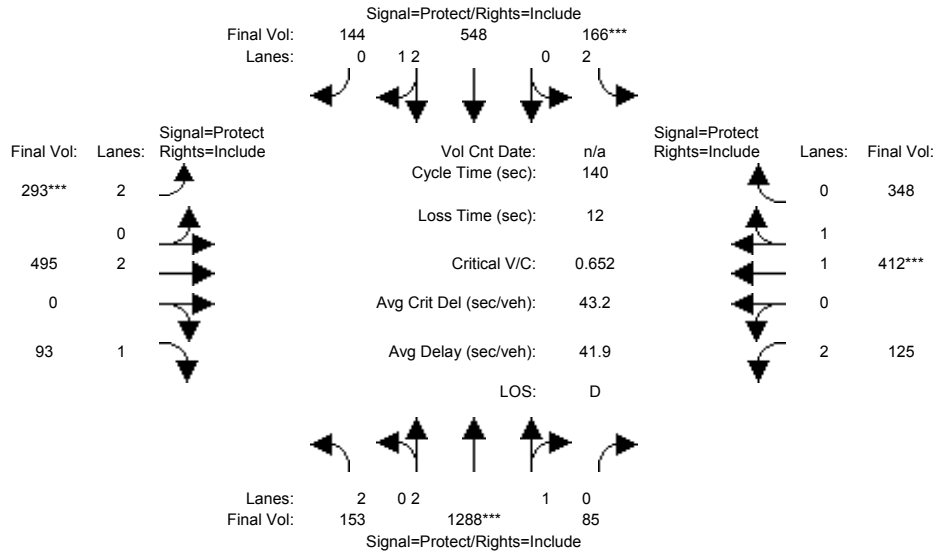 Signal=Protect/Rights=Include
Final Vol: 144 548 166***
Lanes: 0 1 2 0 2
Signal=Protect
Final Vol: Lanes: Rights=Include
Vol Cnt Date: n/a
Signal=Protect
Rights=Include Lanes: Final Vol:
Cycle Time (sec): 140
293*** 2
0 348
Loss Time (sec): 12
0
1
495 2
Critical V/C: 0.652
1 412***
0
Avg Crit Del (sec/veh): 43.2
0
93 1
Avg Delay (sec/veh): 41.9
2 125
LOS: D
Lanes: 2 0 2 1 0
Final Vol: 153 1288*** 85
Signal=Protect/Rights=Include